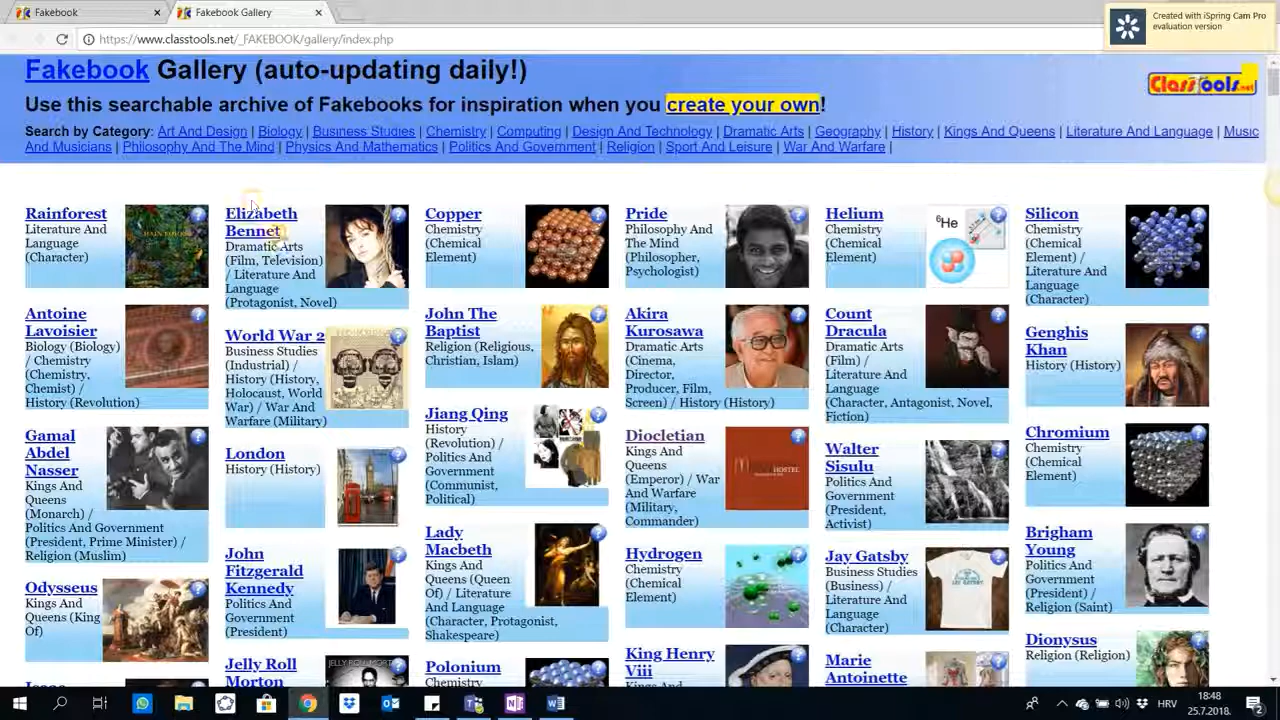 Fakebook
Fakebook Gallery
Created with iSpring Cam Pro
evaluation version
https://www.classtools.net/_FAKEBOOK/gallery/index.php
Fakebook Gallery (auto-updating daily!)
Use this searchable archive of Fakebooks for inspiration when you create your own!
ClassTools.net
Search by Category: Art And Design | Biology | Business Studies | Chemistry | Computing | Design And Technology | Dramatic Arts | Geography | History | Kings And Queens | Literature And Language | Music
And Musicians | Philosophy And The Mind | Physics And Mathematics | Politics And Government | Religion | Sport And Leisure | War And Warfare |
Rainforest
Literature And
Language
(Character)
Antoine
Lavoisier
Biology (Biology)
/ Chemistry
(Chemistry,
Chemist) /
History (Revolution)
Gamal
Abdel
Nasser
Kings And
Queens
(Monarch) /
Politics And Government
(President, Prime Minister) /
Religion (Muslim)
Odysseus
Kings And
Queens (King
Of)
Elizabeth
Bennet
Dramatic Arts
(Film, Television)
/ Literature And
Language
(Protagonist, Novel)
World War 2
Business Studies
(Industrial) /
History (History,
Holocaust, World
War) / War And
Warfare (Military)
London
History (History)
John
Fitzgerald
Kennedy
Politics And
Government
(President)
Jelly Roll
Morton
JELLY ROLL MORTON
Copper
Chemistry
(Chemical
Element)
John The
Baptist
Religion (Religious,
Christian, Islam)
Jiang Qing
History
(Revolution) /
Politics And
Government
(Communist,
Political)
Lady
Macbeth
Kings And
Queens (Queen
Of) / Literature
And Language
(Character, Protagonist,
Shakespeare)
Polonium
Chemistry
Pride
Philosophy And
The Mind
(Philosopher,
Psychologist)
Akira
Kurosawa
Dramatic Arts
(Cinema,
Director,
Producer, Film,
Screen) / History (History)
Diocletian
Kings And
Queens
(Emperor) / War
And Warfare
(Military,
Commander)
HOSTEL
Hydrogen
Chemistry
(Chemical
Element)
King Henry
Viii
Kings And
Helium
Chemistry
(Chemical
Element)
⁶He
Count
Dracula
Dramatic Arts
(Film) /
Literature And
Language
(Character, Antagonist, Novel,
Fiction)
Walter
Sisulu
Politics And
Government
(President,
Activist)
Jay Gatsby
Business Studies
(Business) /
Literature And
Language
(Character)
Marie
Antoinette
Silicon
Chemistry
(Chemical
Element) /
Literature And
Language
(Character)
Genghis
Khan
History (History)
Chromium
Chemistry
(Chemical
Element)
Brigham
Young
Politics And
Government
(President) /
Religion (Saint)
Dionysus
Religion (Religion)
HRV
18:48
25.7.2018.
2